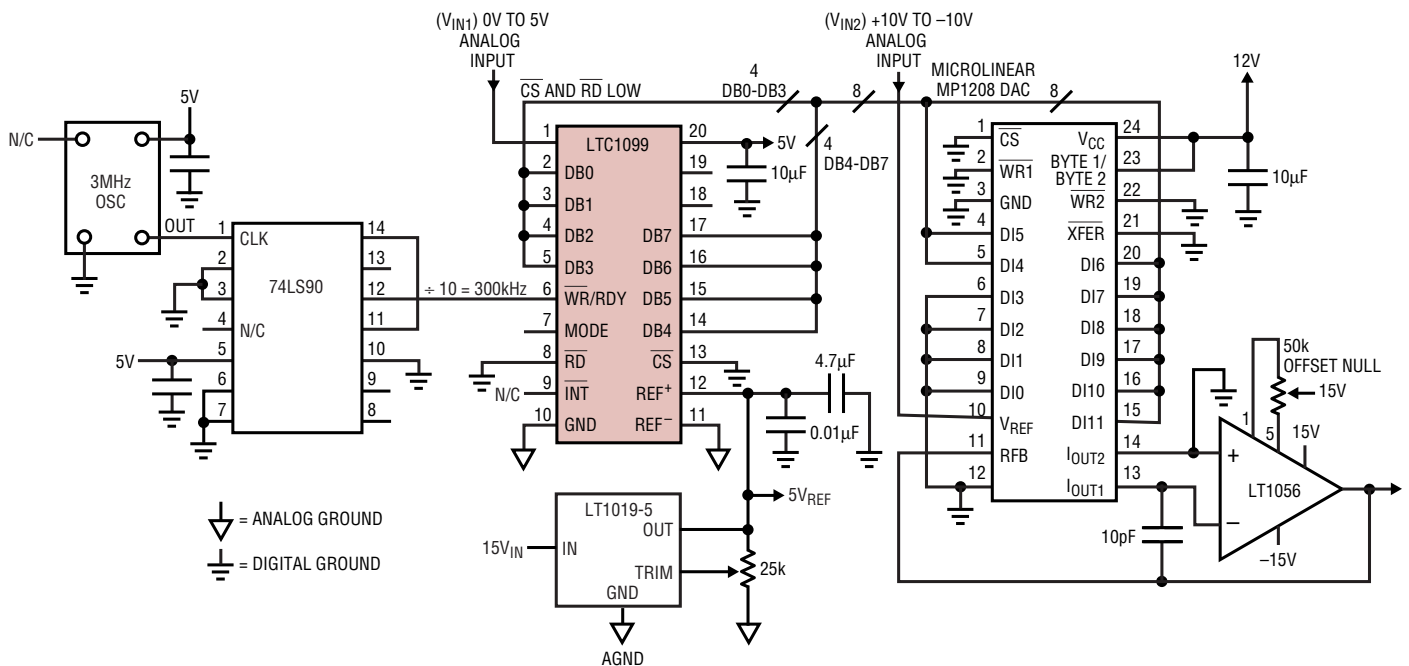 (VIN1) 0V TO 5V
ANALOG
INPUT
(VIN2) +10V TO –10V
ANALOG
INPUT
CS AND RD LOW
4
DB0-DB3
8
4
DB4-DB7
MICROLINEAR
MP1208 DAC
8
12V
N/C
5V
3MHz
OSC
OUT
1
CLK
2
3
4
N/C
5V
5
6
7
74LS90
14
13
12
11
10
9
8
÷ 10 = 300kHz
LTC1099
1
2
DB0
3
DB1
4
DB2
5
DB3
6
WR/RDY
7
MODE
8
RD
N/C
9
INT
10
GND
20
5V
10µF
19
18
17
DB7
16
DB6
15
DB5
14
DB4
13
CS
12
REF+
11
REF–
4.7µF
0.01µF
5VREF
LT1019-5
OUT
15VIN
IN
TRIM
25k
GND
AGND
= ANALOG GROUND
= DIGITAL GROUND
1
CS
2
WR1
3
GND
4
DI5
5
DI4
6
DI3
7
DI2
8
DI1
9
DI0
10
VREF
11
RFB
12
24
VCC
23
BYTE 1/
BYTE 2
22
WR2
21
XFER
20
DI6
19
DI7
18
DI8
17
DI9
16
DI10
15
DI11
14
IOUT2
13
IOUT1
10µF
10pF
50k
OFFSET NULL
15V
1
5
15V
+
LT1056
–
–15V